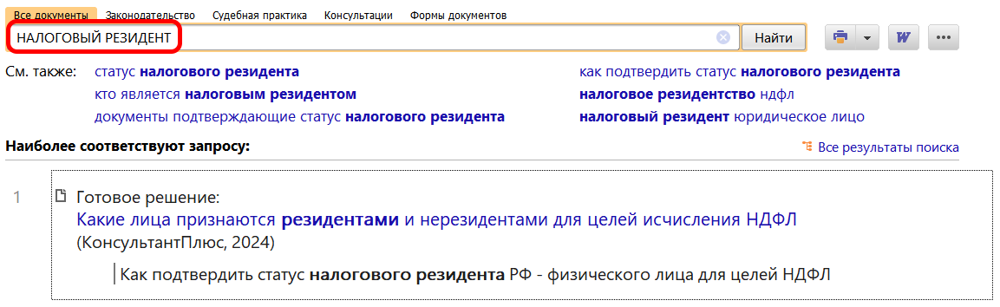 Все документы Законодательство Судебная практика Консультации Формы документов
НАЛОГОВЫЙ РЕЗИДЕНТ Найти W
См. также: статус налогового резидента как подтвердить статус налогового резидента
кто является налоговым резидентом налоговое резидентство ндфл
документы подтверждающие статус налогового резидента налоговый резидент юридическое лицо
Наиболее соответствуют запросу: Все результаты поиска
1 Готовое решение:
Какие лица признаются резидентами и нерезидентами для целей исчисления НДФЛ
(КонсультантПлюс, 2024)
Как подтвердить статус налогового резидента РФ - физического лица для целей НДФЛ